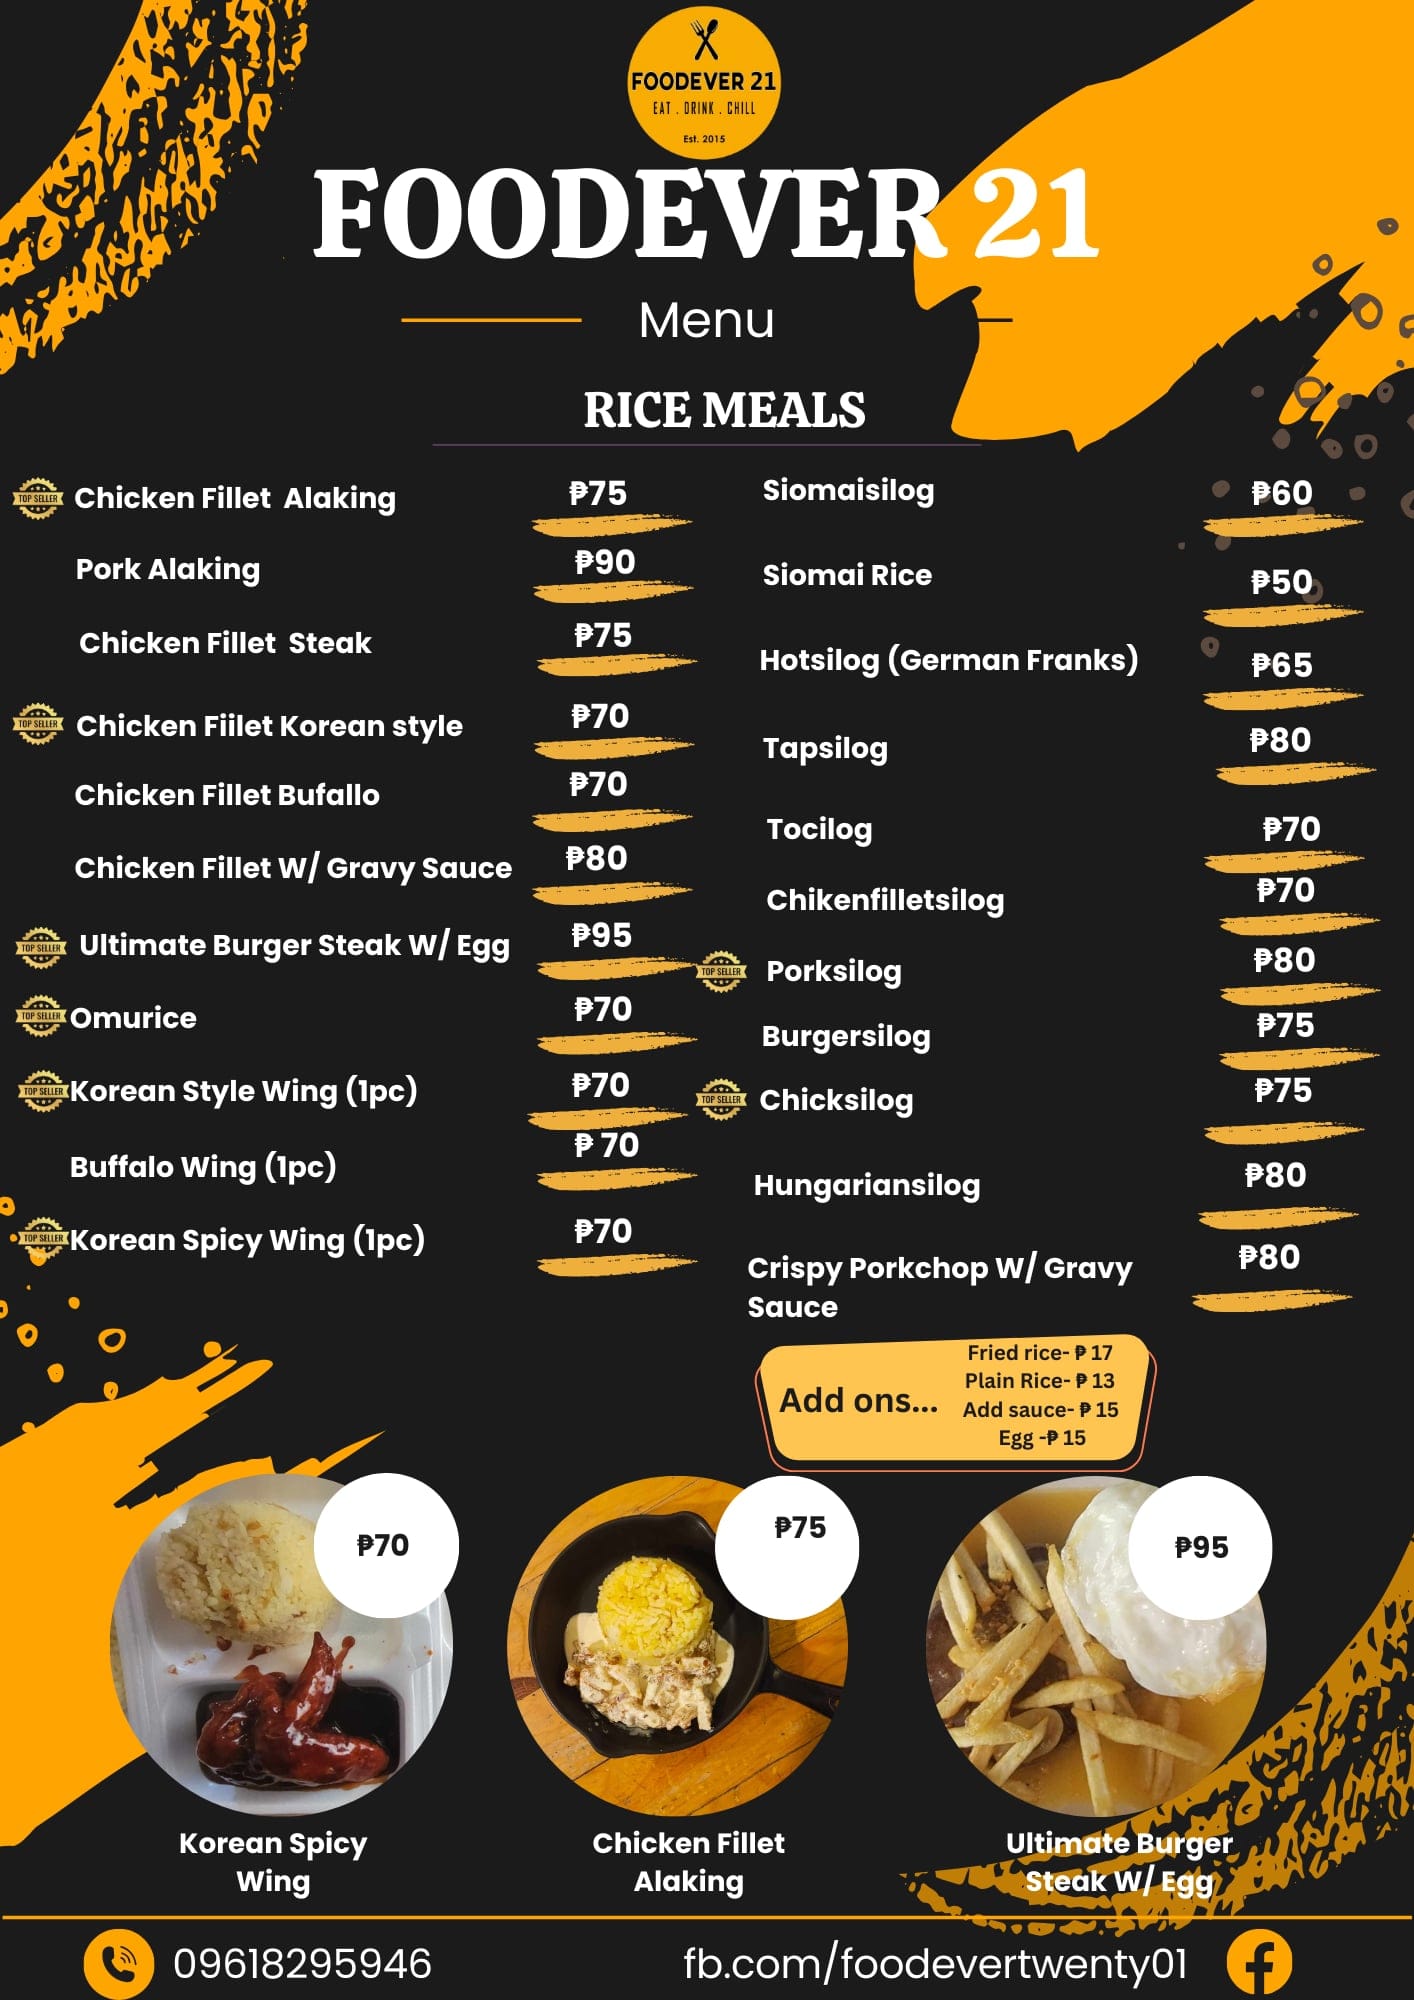 FOODEVER 21
EAT . DRINK . CHILL
Est. 2015
FOODEVER 21
Menu
RICE MEALS
TOP SELLER Chicken Fillet Alaking ₱75
Pork Alaking ₱90
Chicken Fillet Steak ₱75
TOP SELLER Chicken Fiilet Korean style ₱70
Chicken Fillet Bufallo ₱70
Chicken Fillet W/ Gravy Sauce ₱80
TOP SELLER Ultimate Burger Steak W/ Egg ₱95
TOP SELLER Omurice ₱70
TOP SELLER Korean Style Wing (1pc) ₱70
Buffalo Wing (1pc) ₱ 70
TOP SELLER Korean Spicy Wing (1pc) ₱70
Siomaisilog ₱60
Siomai Rice ₱50
Hotsilog (German Franks) ₱65
Tapsilog ₱80
Tocilog ₱70
Chikenfilletsilog ₱70
TOP SELLER Porksilog ₱80
Burgersilog ₱75
TOP SELLER Chicksilog ₱75
Hungariansilog ₱80
Crispy Porkchop W/ Gravy ₱80
Sauce
Add ons...
Fried rice- ₱ 17
Plain Rice- ₱ 13
Add sauce- ₱ 15
Egg -₱ 15
₱70
Korean Spicy
Wing
₱75
Chicken Fillet
Alaking
₱95
Ultimate Burger
Steak W/ Egg
09618295946
fb.com/foodevertwenty01